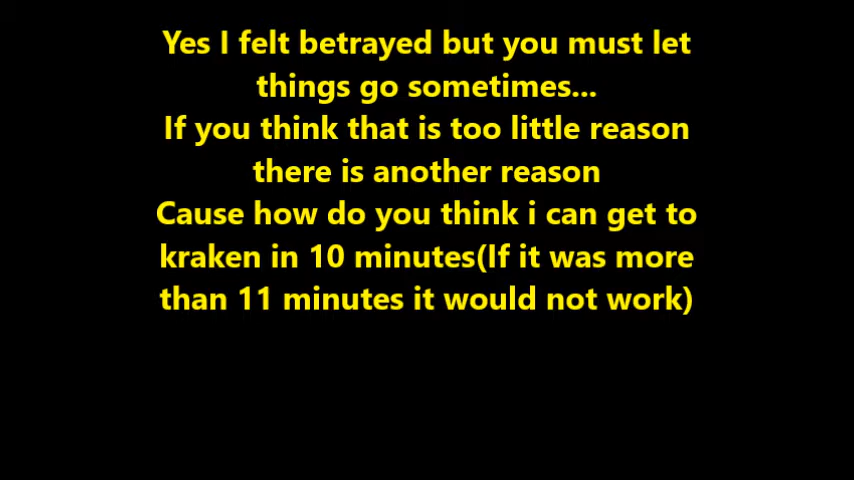 Yes I felt betrayed but you must let
things go sometimes...
If you think that is too little reason
there is another reason
Cause how do you think i can get to
kraken in 10 minutes(If it was more
than 11 minutes it would not work)